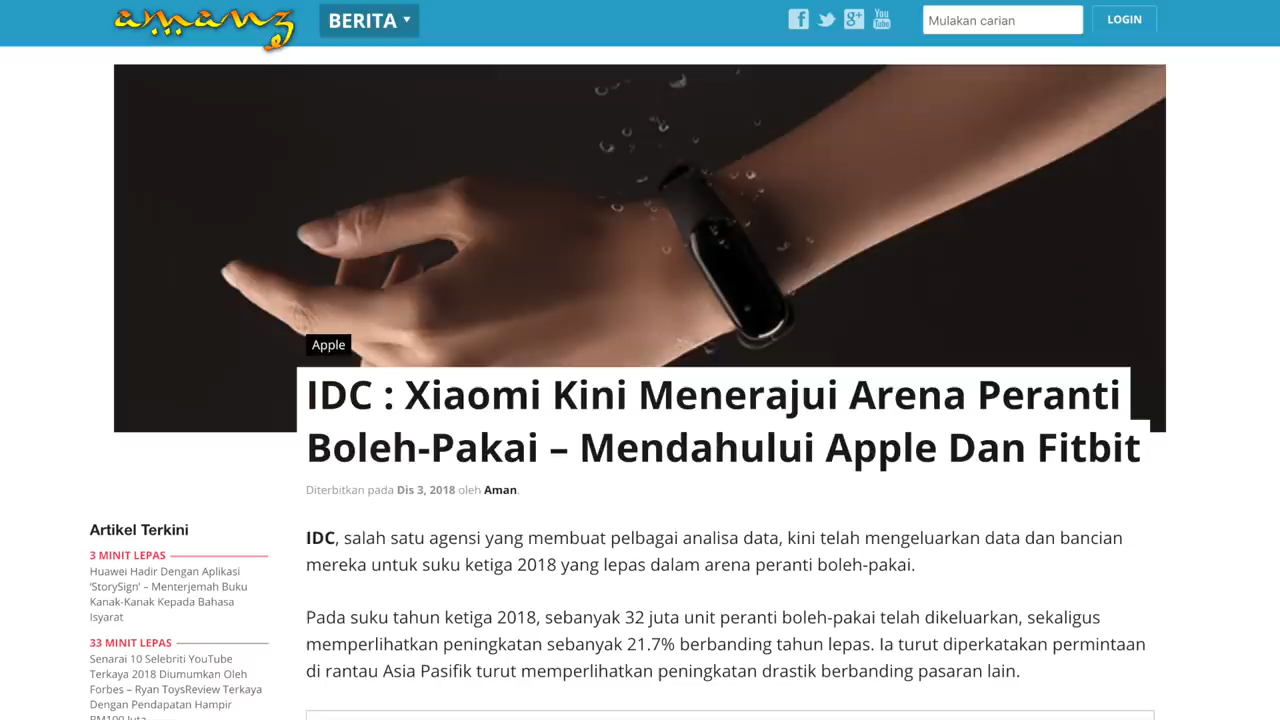 amanz
BERITA
You
Tube
Mulakan carian
LOGIN
Apple
IDC : Xiaomi Kini Menerajui Arena Peranti
Boleh-Pakai – Mendahului Apple Dan Fitbit
Diterbitkan pada Dis 3, 2018 oleh Aman.
IDC, salah satu agensi yang membuat pelbagai analisa data, kini telah mengeluarkan data dan bancian
mereka untuk suku ketiga 2018 yang lepas dalam arena peranti boleh-pakai.
Pada suku tahun ketiga 2018, sebanyak 32 juta unit peranti boleh-pakai telah dikeluarkan, sekaligus
memperlihatkan peningkatan sebanyak 21.7% berbanding tahun lepas. Ia turut diperkatakan permintaan
di rantau Asia Pasifik turut memperlihatkan peningkatan drastik berbanding pasaran lain.
Artikel Terkini
3 MINIT LEPAS
Huawei Hadir Dengan Aplikasi
‘StorySign’ – Menterjemah Buku
Kanak-Kanak Kepada Bahasa
Isyarat
33 MINIT LEPAS
Senarai 10 Selebriti YouTube
Terkaya 2018 Diumumkan Oleh
Forbes – Ryan ToysReview Terkaya
Dengan Pendapatan Hampir
RM100 Juta